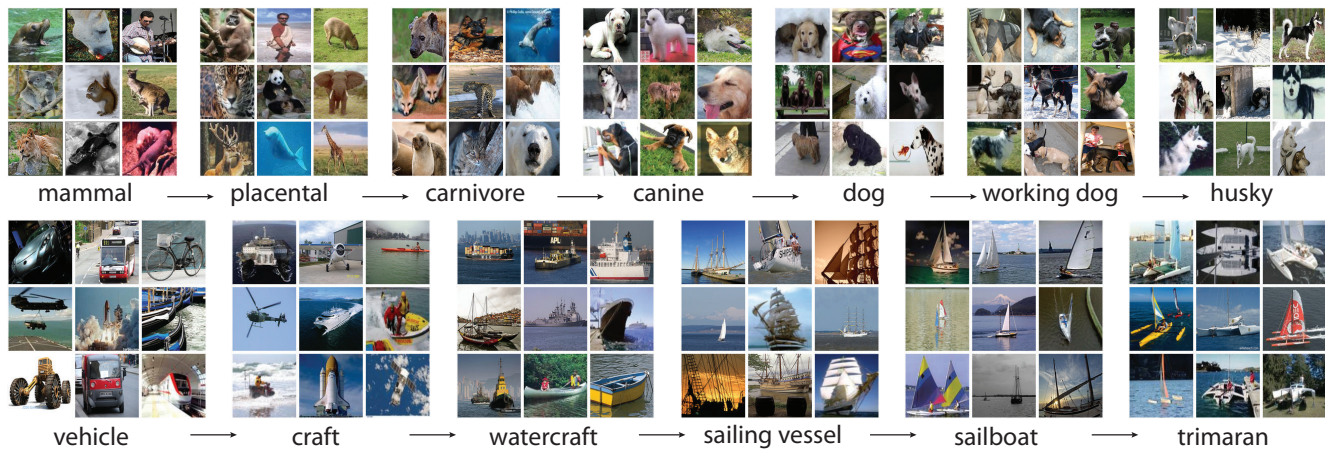 mammal → placental → carnivore → canine → dog → working dog → husky
vehicle → craft → watercraft → sailing vessel → sailboat → trimaran